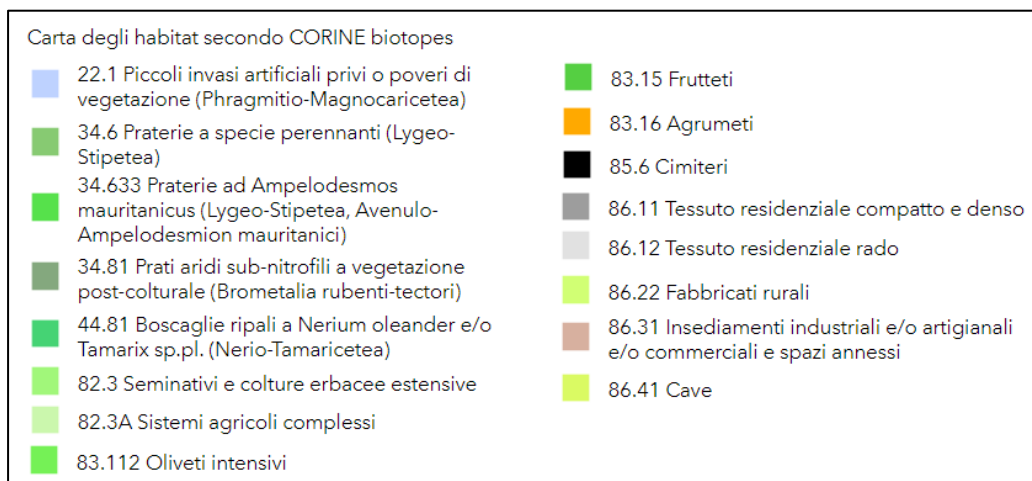 Carta degli habitat secondo CORINE biotopes
22.1 Piccoli invasi artificiali privi o poveri di
vegetazione (Phragmitio-Magnocaricetea)
34.6 Praterie a specie perennanti (Lygeo-
Stipetea)
34.633 Praterie ad Ampelodesmos
mauritanicus (Lygeo-Stipetea, Avenulo-
Ampelodesmion mauritanici)
34.81 Prati aridi sub-nitrofili a vegetazione
post-colturale (Brometalia rubenti-tectori)
44.81 Boscaglie ripali a Nerium oleander e/o
Tamarix sp.pl. (Nerio-Tamaricetea)
82.3 Seminativi e colture erbacee estensive
82.3A Sistemi agricoli complessi
83.112 Oliveti intensivi
83.15 Frutteti
83.16 Agrumeti
85.6 Cimiteri
86.11 Tessuto residenziale compatto e denso
86.12 Tessuto residenziale rado
86.22 Fabbricati rurali
86.31 Insediamenti industriali e/o artigianali
e/o commerciali e spazi annessi
86.41 Cave